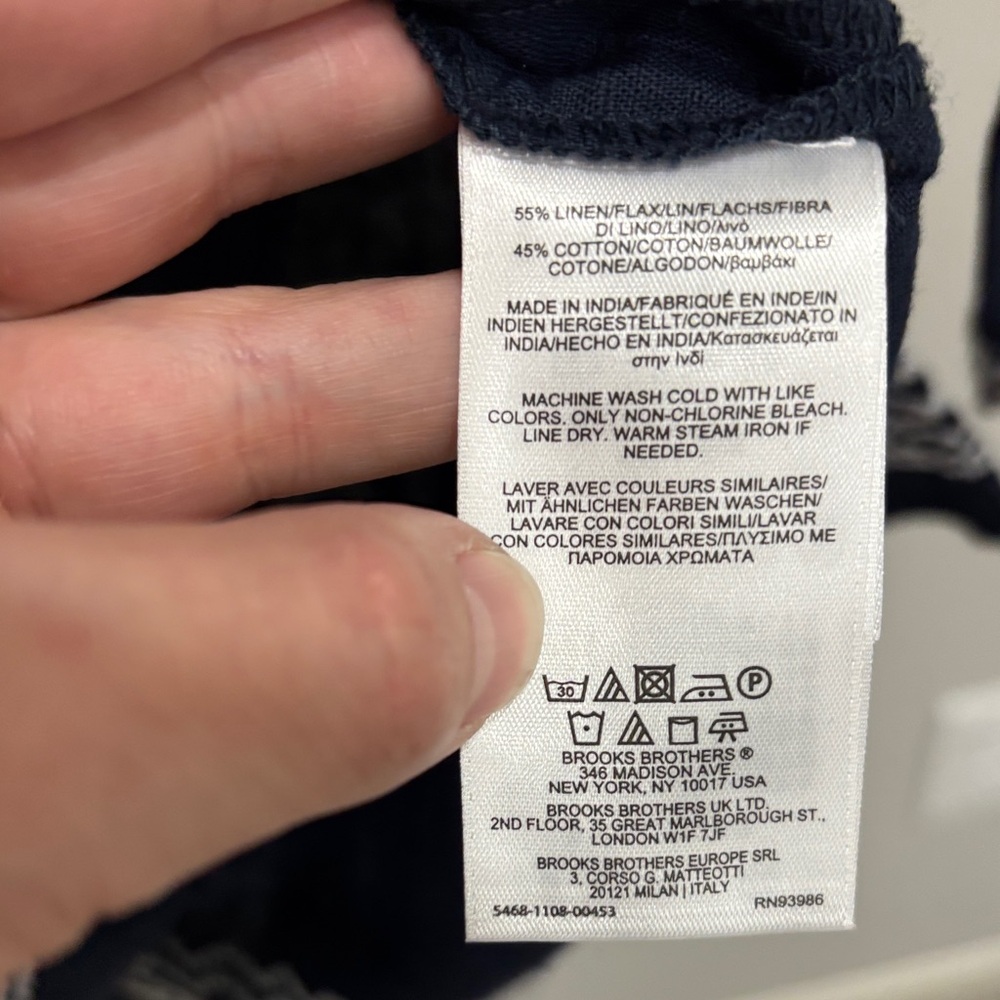 55% LINEN/FLAX/LIN/FLACHS/FIBRA
DI LINO/LINO/λινό
45% COTTON/COTON/BAUMWOLLE/
COTONE/ALGODON/βαμβάκι
MADE IN INDIA/FABRIQUÉ EN INDE/IN
INDIEN HERGESTELLT/CONFEZIONATO IN
INDIA/HECHO EN INDIA/Κατασκευάζεται
στην Ινδί
MACHINE WASH COLD WITH LIKE
COLORS. ONLY NON-CHLORINE BLEACH.
LINE DRY. WARM STEAM IRON IF
NEEDED.
LAVER AVEC COULEURS SIMILAIRES/
MIT ÄHNLICHEN FARBEN WASCHEN/
LAVARE CON COLORI SIMILI/LAVAR
CON COLORES SIMILARES/ΠΛΥΣΙΜΟ ΜΕ
ΠΑΡΟΜΟΙΑ ΧΡΩΜΑΤΑ
30 P
BROOKS BROTHERS ®
346 MADISON AVE.
NEW YORK, NY 10017 USA
BROOKS BROTHERS UK LTD.
2ND FLOOR, 35 GREAT MARLBOROUGH ST.,
LONDON W1F 7JF
BROOKS BROTHERS EUROPE SRL
3, CORSO G. MATTEOTTI
20121 MILAN | ITALY
5468-1108-00453 RN93986